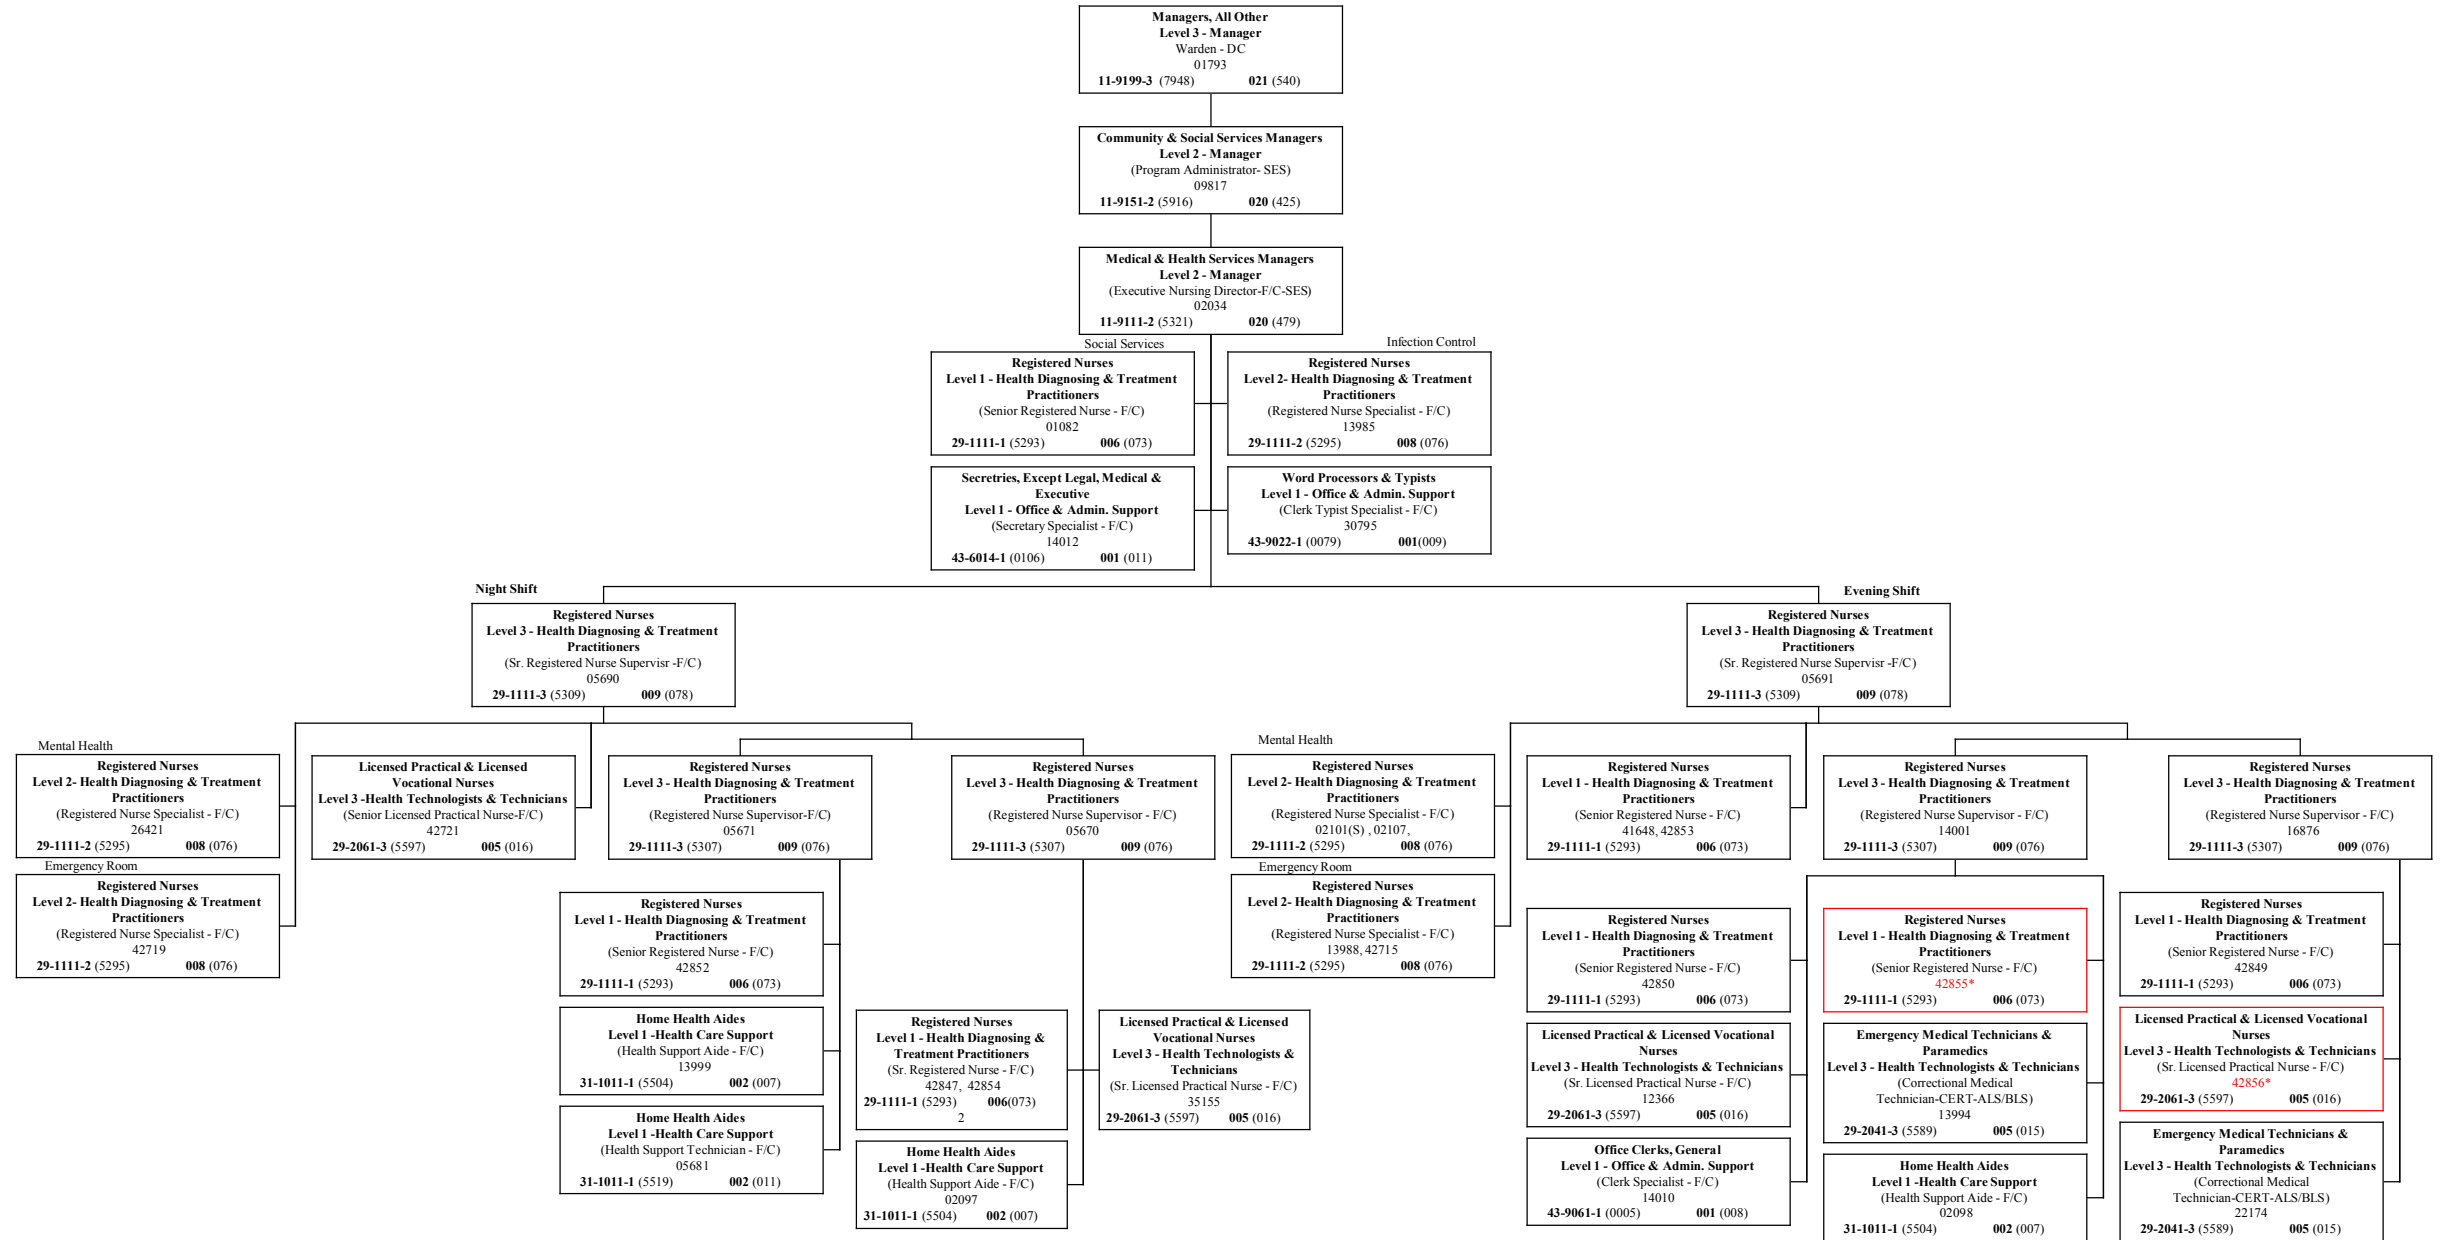 Managers, All Other
Level 3 - Manager
Warden - DC
01793
11-9199-3 (7948) 021 (540)
Community & Social Services Managers
Level 2 - Manager
(Program Administrator- SES)
09817
11-9151-2 (5916) 020 (425)
Medical & Health Services Managers
Level 2 - Manager
(Executive Nursing Director-F/C-SES)
02034
11-9111-2 (5321) 020 (479)
Social Services
Registered Nurses
Level 1 - Health Diagnosing & Treatment
Practitioners
(Senior Registered Nurse - F/C)
01082
29-1111-1 (5293) 006 (073)
Infection Control
Registered Nurses
Level 2- Health Diagnosing & Treatment
Practitioners
(Registered Nurse Specialist - F/C)
13985
29-1111-2 (5295) 008 (076)
Secretries, Except Legal, Medical &
Executive
Level 1 - Office & Admin. Support
(Secretary Specialist - F/C)
14012
43-6014-1 (0106) 001 (011)
Word Processors & Typists
Level 1 - Office & Admin. Support
(Clerk Typist Specialist - F/C)
30795
43-9022-1 (0079) 001(009)
Night Shift
Registered Nurses
Level 3 - Health Diagnosing & Treatment
Practitioners
(Sr. Registered Nurse Supervisr -F/C)
05690
29-1111-3 (5309) 009 (078)
Evening Shift
Registered Nurses
Level 3 - Health Diagnosing & Treatment
Practitioners
(Sr. Registered Nurse Supervisr -F/C)
05691
29-1111-3 (5309) 009 (078)
Mental Health
Registered Nurses
Level 2- Health Diagnosing & Treatment
Practitioners
(Registered Nurse Specialist - F/C)
26421
29-1111-2 (5295) 008 (076)
Emergency Room
Registered Nurses
Level 2- Health Diagnosing & Treatment
Practitioners
(Registered Nurse Specialist - F/C)
42719
29-1111-2 (5295) 008 (076)
Licensed Practical & Licensed
Vocational Nurses
Level 3 -Health Technologists & Technicians
(Senior Licensed Practical Nurse-F/C)
42721
29-2061-3 (5597) 005 (016)
Registered Nurses
Level 3 - Health Diagnosing & Treatment
Practitioners
(Registered Nurse Supervisor-F/C)
05671
29-1111-3 (5307) 009 (076)
Registered Nurses
Level 1 - Health Diagnosing & Treatment
Practitioners
(Senior Registered Nurse - F/C)
42852
29-1111-1 (5293) 006 (073)
Home Health Aides
Level 1 -Health Care Support
(Health Support Aide - F/C)
13999
31-1011-1 (5504) 002 (007)
Home Health Aides
Level 1 -Health Care Support
(Health Support Technician - F/C)
05681
31-1011-1 (5519) 002 (011)
Registered Nurses
Level 3 - Health Diagnosing & Treatment
Practitioners
(Registered Nurse Supervisor - F/C)
05670
29-1111-3 (5307) 009 (076)
Registered Nurses
Level 1 - Health Diagnosing &
Treatment Practitioners
(Sr. Registered Nurse - F/C)
42847, 42854
29-1111-1 (5293) 006(073)
2
Licensed Practical & Licensed
Vocational Nurses
Level 3 - Health Technologists &
Technicians
(Sr. Licensed Practical Nurse - F/C)
35155
29-2061-3 (5597) 005 (016)
Home Health Aides
Level 1 -Health Care Support
(Health Support Aide - F/C)
02097
31-1011-1 (5504) 002 (007)
Mental Health
Registered Nurses
Level 2- Health Diagnosing & Treatment
Practitioners
(Registered Nurse Specialist - F/C)
02101(S) , 02107,
29-1111-2 (5295) 008 (076)
Emergency Room
Registered Nurses
Level 2- Health Diagnosing & Treatment
Practitioners
(Registered Nurse Specialist - F/C)
13988, 42715
29-1111-2 (5295) 008 (076)
Registered Nurses
Level 1 - Health Diagnosing & Treatment
Practitioners
(Senior Registered Nurse - F/C)
41648, 42853
29-1111-1 (5293) 006 (073)
Registered Nurses
Level 3 - Health Diagnosing & Treatment
Practitioners
(Registered Nurse Supervisor - F/C)
14001
29-1111-3 (5307) 009 (076)
Registered Nurses
Level 1 - Health Diagnosing & Treatment
Practitioners
(Senior Registered Nurse - F/C)
42850
29-1111-1 (5293) 006 (073)
Registered Nurses
Level 1 - Health Diagnosing & Treatment
Practitioners
(Senior Registered Nurse - F/C)
42855*
29-1111-1 (5293) 006 (073)
Licensed Practical & Licensed Vocational
Nurses
Level 3 - Health Technologists & Technicians
(Sr. Licensed Practical Nurse - F/C)
12366
29-2061-3 (5597) 005 (016)
Emergency Medical Technicians &
Paramedics
Level 3 - Health Technologists & Technicians
(Correctional Medical
Technician-CERT-ALS/BLS)
13994
29-2041-3 (5589) 005 (015)
Office Clerks, General
Level 1 - Office & Admin. Support
(Clerk Specialist - F/C)
14010
43-9061-1 (0005) 001 (008)
Home Health Aides
Level 1 -Health Care Support
(Health Support Aide - F/C)
02098
31-1011-1 (5504) 002 (007)
Registered Nurses
Level 3 - Health Diagnosing & Treatment
Practitioners
(Registered Nurse Supervisor - F/C)
16876
29-1111-3 (5307) 009 (076)
Registered Nurses
Level 1 - Health Diagnosing & Treatment
Practitioners
(Senior Registered Nurse - F/C)
42849
29-1111-1 (5293) 006 (073)
Licensed Practical & Licensed Vocational
Nurses
Level 3 - Health Technologists & Technicians
(Sr. Licensed Practical Nurse - F/C)
42856*
29-2061-3 (5597) 005 (016)
Emergency Medical Technicians &
Paramedics
Level 3 - Health Technologists & Technicians
(Correctional Medical
Technician-CERT-ALS/BLS)
22174
29-2041-3 (5589) 005 (015)